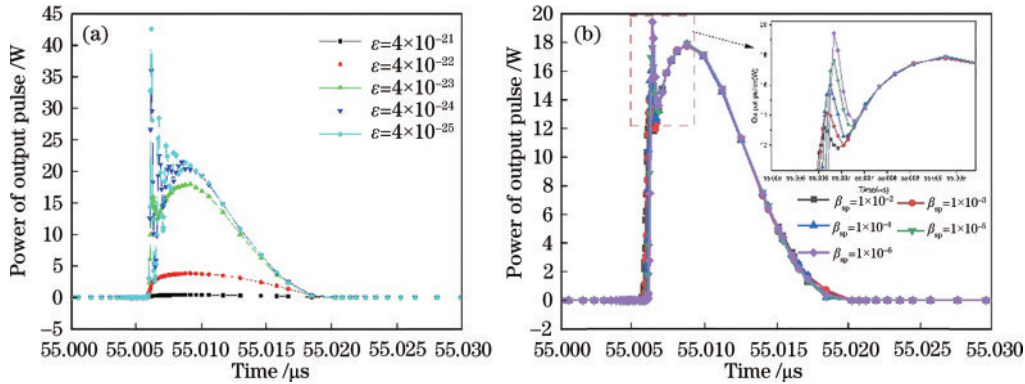 (a)
45
40
35
30
25
20
15
10
5
0
−5
Power of output pulse /W
ε=4×10⁻²¹
ε=4×10⁻²²
ε=4×10⁻²³
ε=4×10⁻²⁴
ε=4×10⁻²⁵
55.000 55.005 55.010 55.015 55.020 55.025 55.030
Time /μs
(b)
20
18
16
14
12
10
8
6
4
2
0
−2
Power of output pulse /W
βsp=1×10⁻² βsp=1×10⁻³
βsp=1×10⁻⁴ βsp=1×10⁻⁵
βsp=1×10⁻⁶
55.000 55.005 55.010 55.015 55.020 55.025 55.030
Time /μs